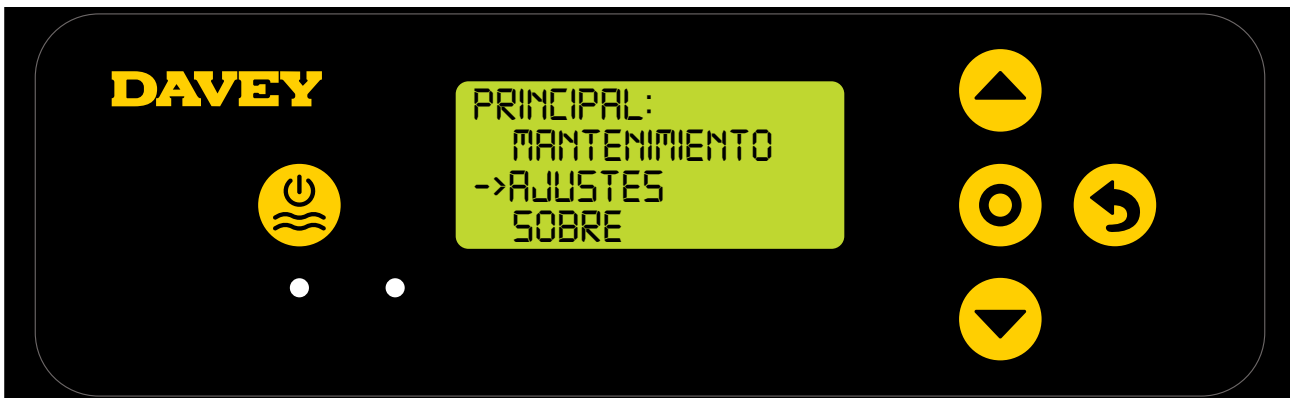 DAVEY
PRINCIPAL:
MANTENIMIENTO
->AJUSTES
SOBRE